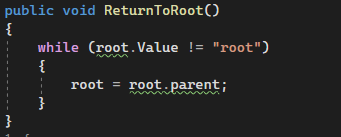 public void ReturnToRoot()
{
while (root.Value != "root")
{
root = root.parent;
}
}